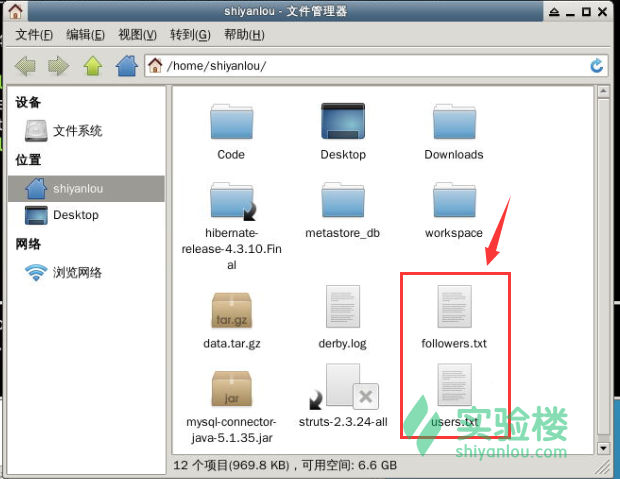 shiyanlou - 文件管理器
文件(F) 编辑(E) 视图(V) 转到(G) 帮助(H)
/home/shiyanlou/
设备
文件系统
位置
shiyanlou
Desktop
网络
浏览网络
Code Desktop Downloads
hibernate-
release-4.3.10.Fin
al
metastore_db
workspace
tar.gz
data.tar.gz derby.log followers.txt
jar
mysql-connector-
java-5.1.35.jar
struts-2.3.24-all
users.txt
实验楼
shiyanlou.com
12 个项目(969.8 KB)，可用空间: 6.6 GB